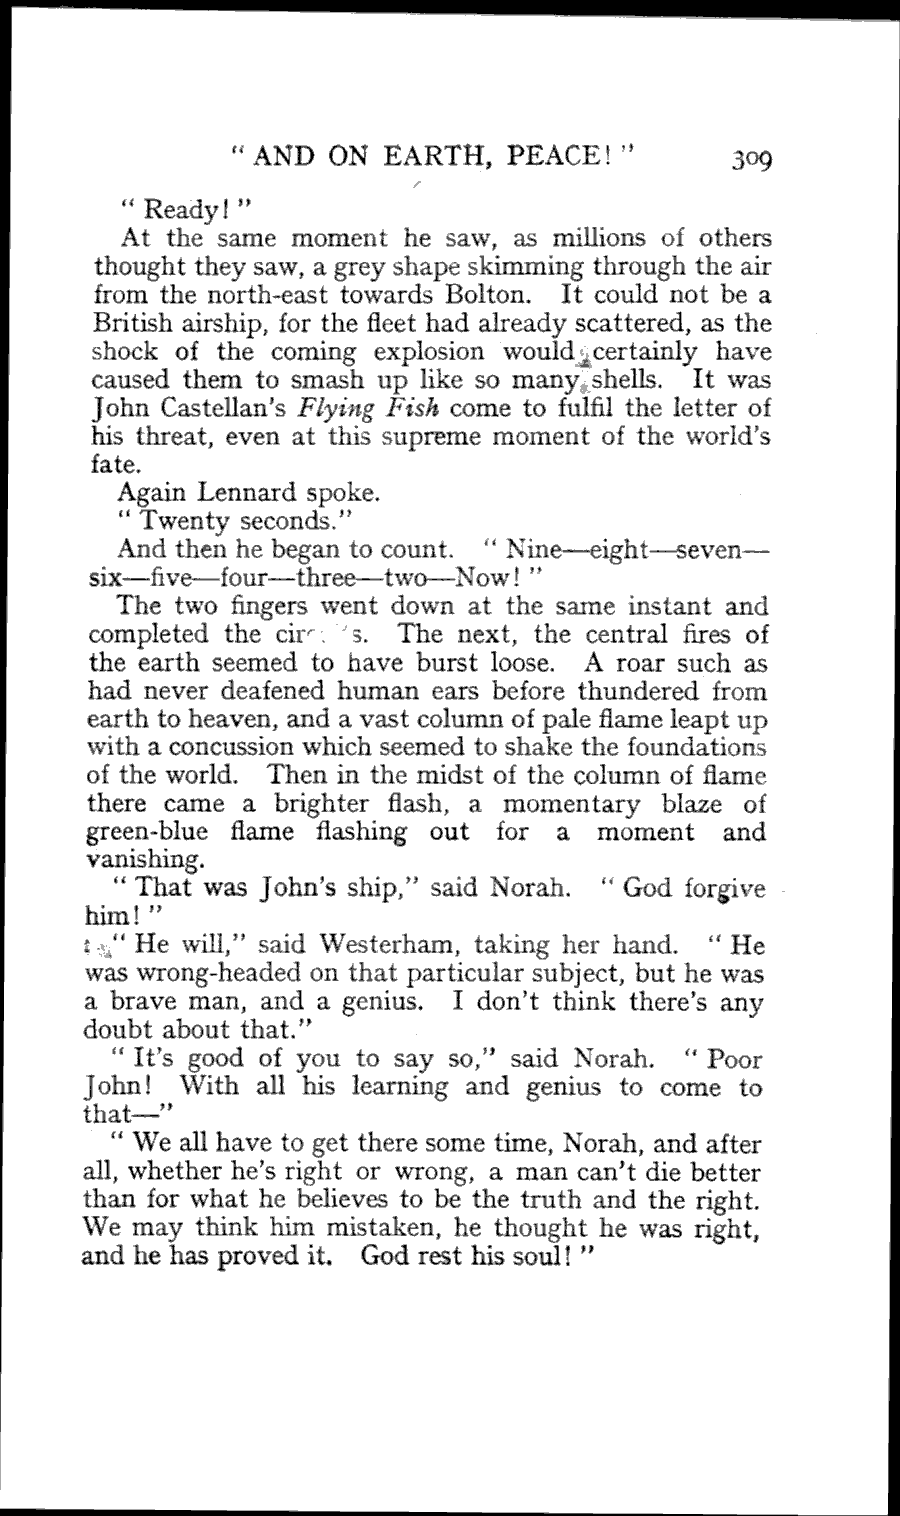 “ AND ON EARTH, PEACE! ” 309
“ Ready! ”
At the same moment he saw, as millions of others
thought they saw, a grey shape skimming through the air
from the north-east towards Bolton. It could not be a
British airship, for the fleet had already scattered, as the
shock of the coming explosion would certainly have
caused them to smash up like so many shells. It was
John Castellan's Flying Fish come to fulfil the letter of
his threat, even at this supreme moment of the world's
fate.
Again Lennard spoke.
“ Twenty seconds.”
And then he began to count. “ Nine—eight—seven—
six—five—four—three—two—Now! ”
The two fingers went down at the same instant and
completed the The next, the central fires of
the earth seemed to have burst loose. A roar such as
had never deafened human ears before thundered from
earth to heaven, and a vast column of pale flame leapt up
with a concussion which seemed to shake the foundations
of the world. Then in the midst of the column of flame
there came a brighter flash, a momentary blaze of
green-blue flame flashing out for a moment and
vanishing.
“ That was John's ship,” said Norah. “ God forgive
him! ”
“ He will,” said Westerham, taking her hand. “ He
was wrong-headed on that particular subject, but he was
a brave man, and a genius. I don't think there's any
doubt about that.”
“ It's good of you to say so,” said Norah. “ Poor
John! With all his learning and genius to come to
that—”
“ We all have to get there some time, Norah, and after
all, whether he's right or wrong, a man can't die better
than for what he believes to be the truth and the right.
We may think him mistaken, he thought he was right,
and he has proved it. God rest his soul! ”